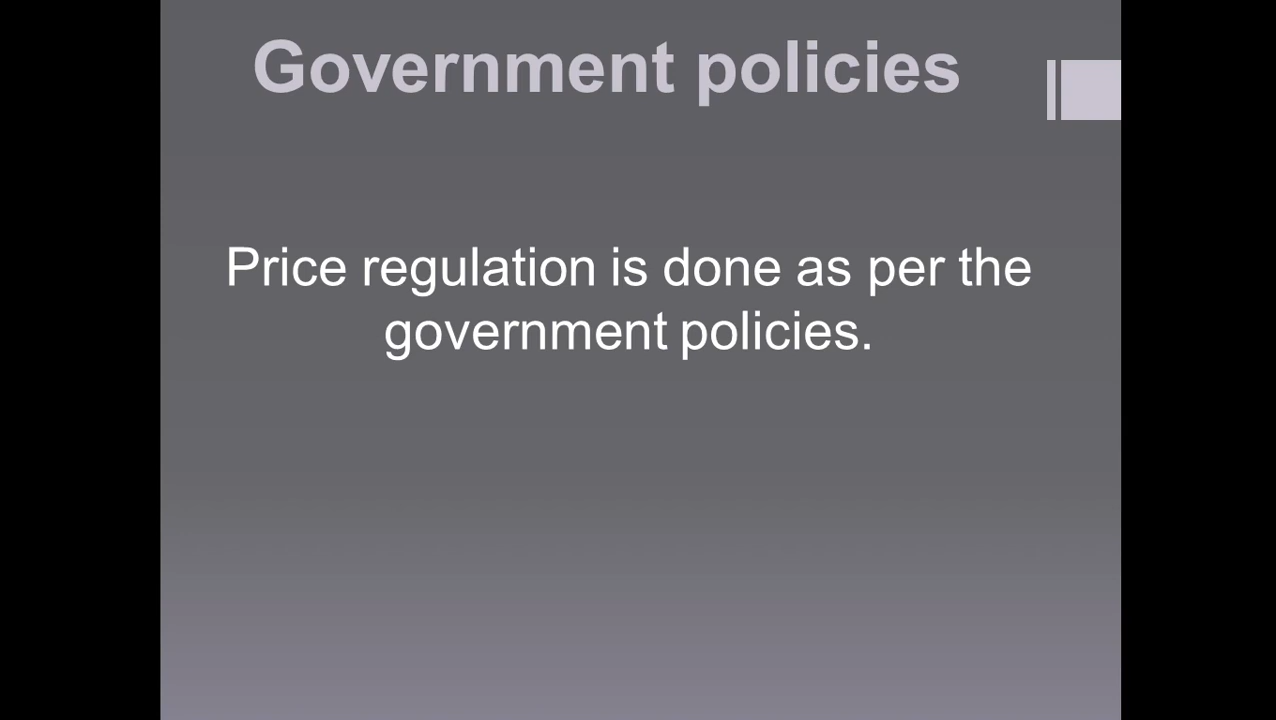 Government policies
Price regulation is done as per the
government policies.